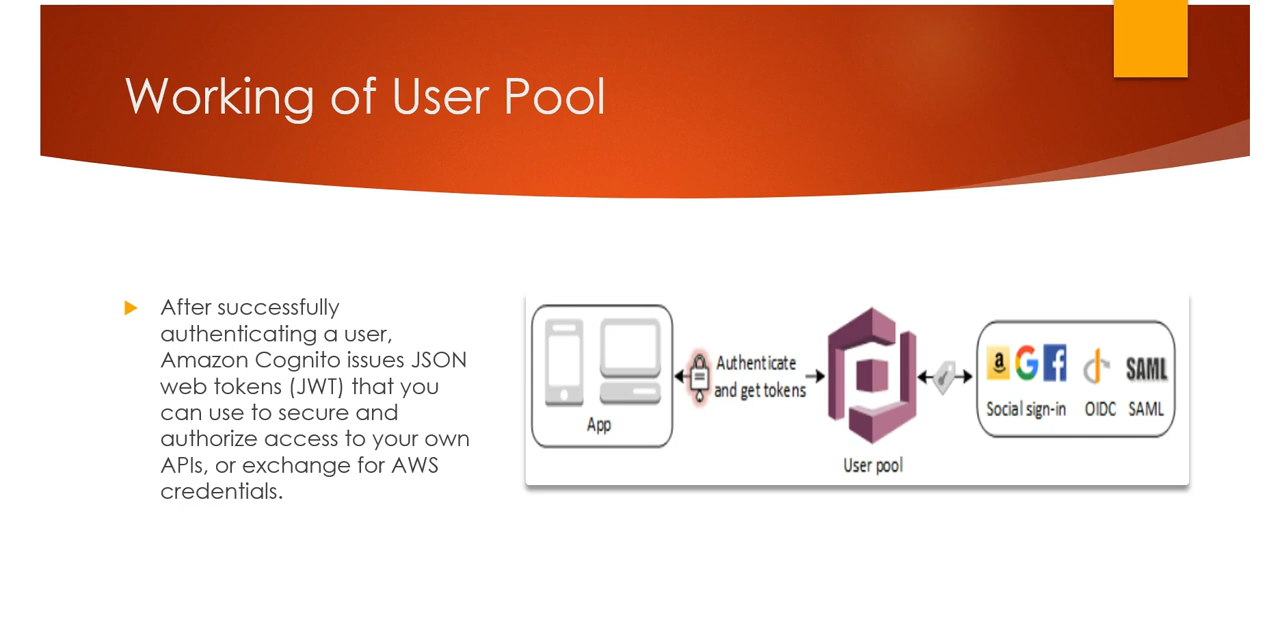 Working of User Pool
After successfully
authenticating a user,
Amazon Cognito issues JSON
web tokens (JWT) that you
can use to secure and
authorize access to your own
APIs, or exchange for AWS
credentials.
Authenticate
and get tokens
App
User pool
a G f SAML
Social sign-in OIDC SAML